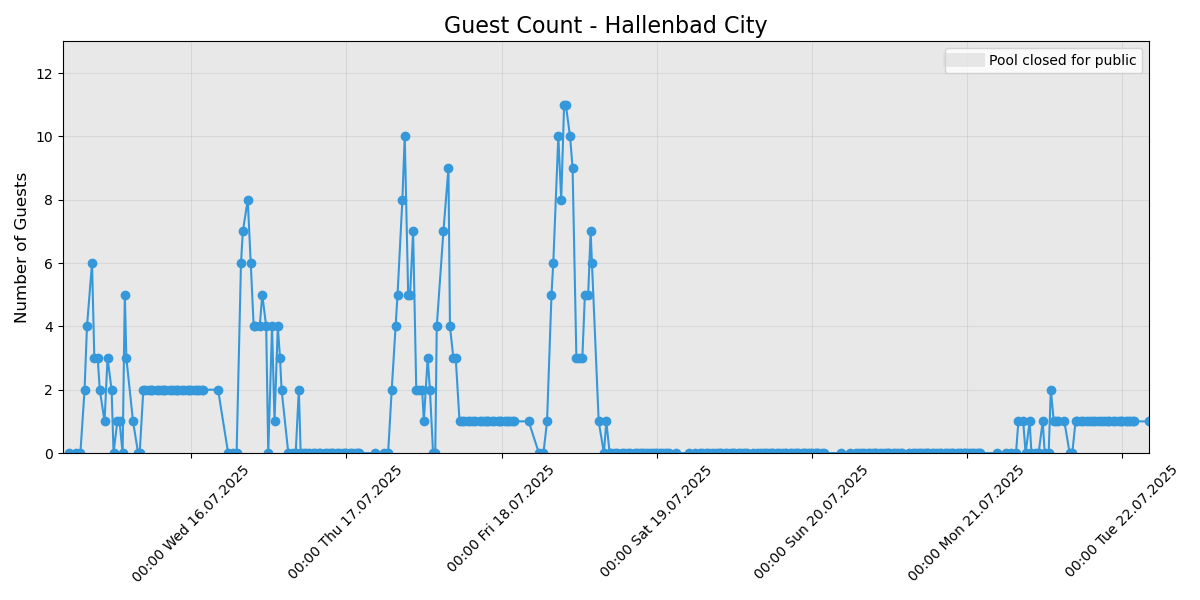 Guest Count - Hallenbad City
Pool closed for public
Number of Guests
12
10
8
6
4
2
0
00:00 Wed 16.07.2025
00:00 Thu 17.07.2025
00:00 Fri 18.07.2025
00:00 Sat 19.07.2025
00:00 Sun 20.07.2025
00:00 Mon 21.07.2025
00:00 Tue 22.07.2025